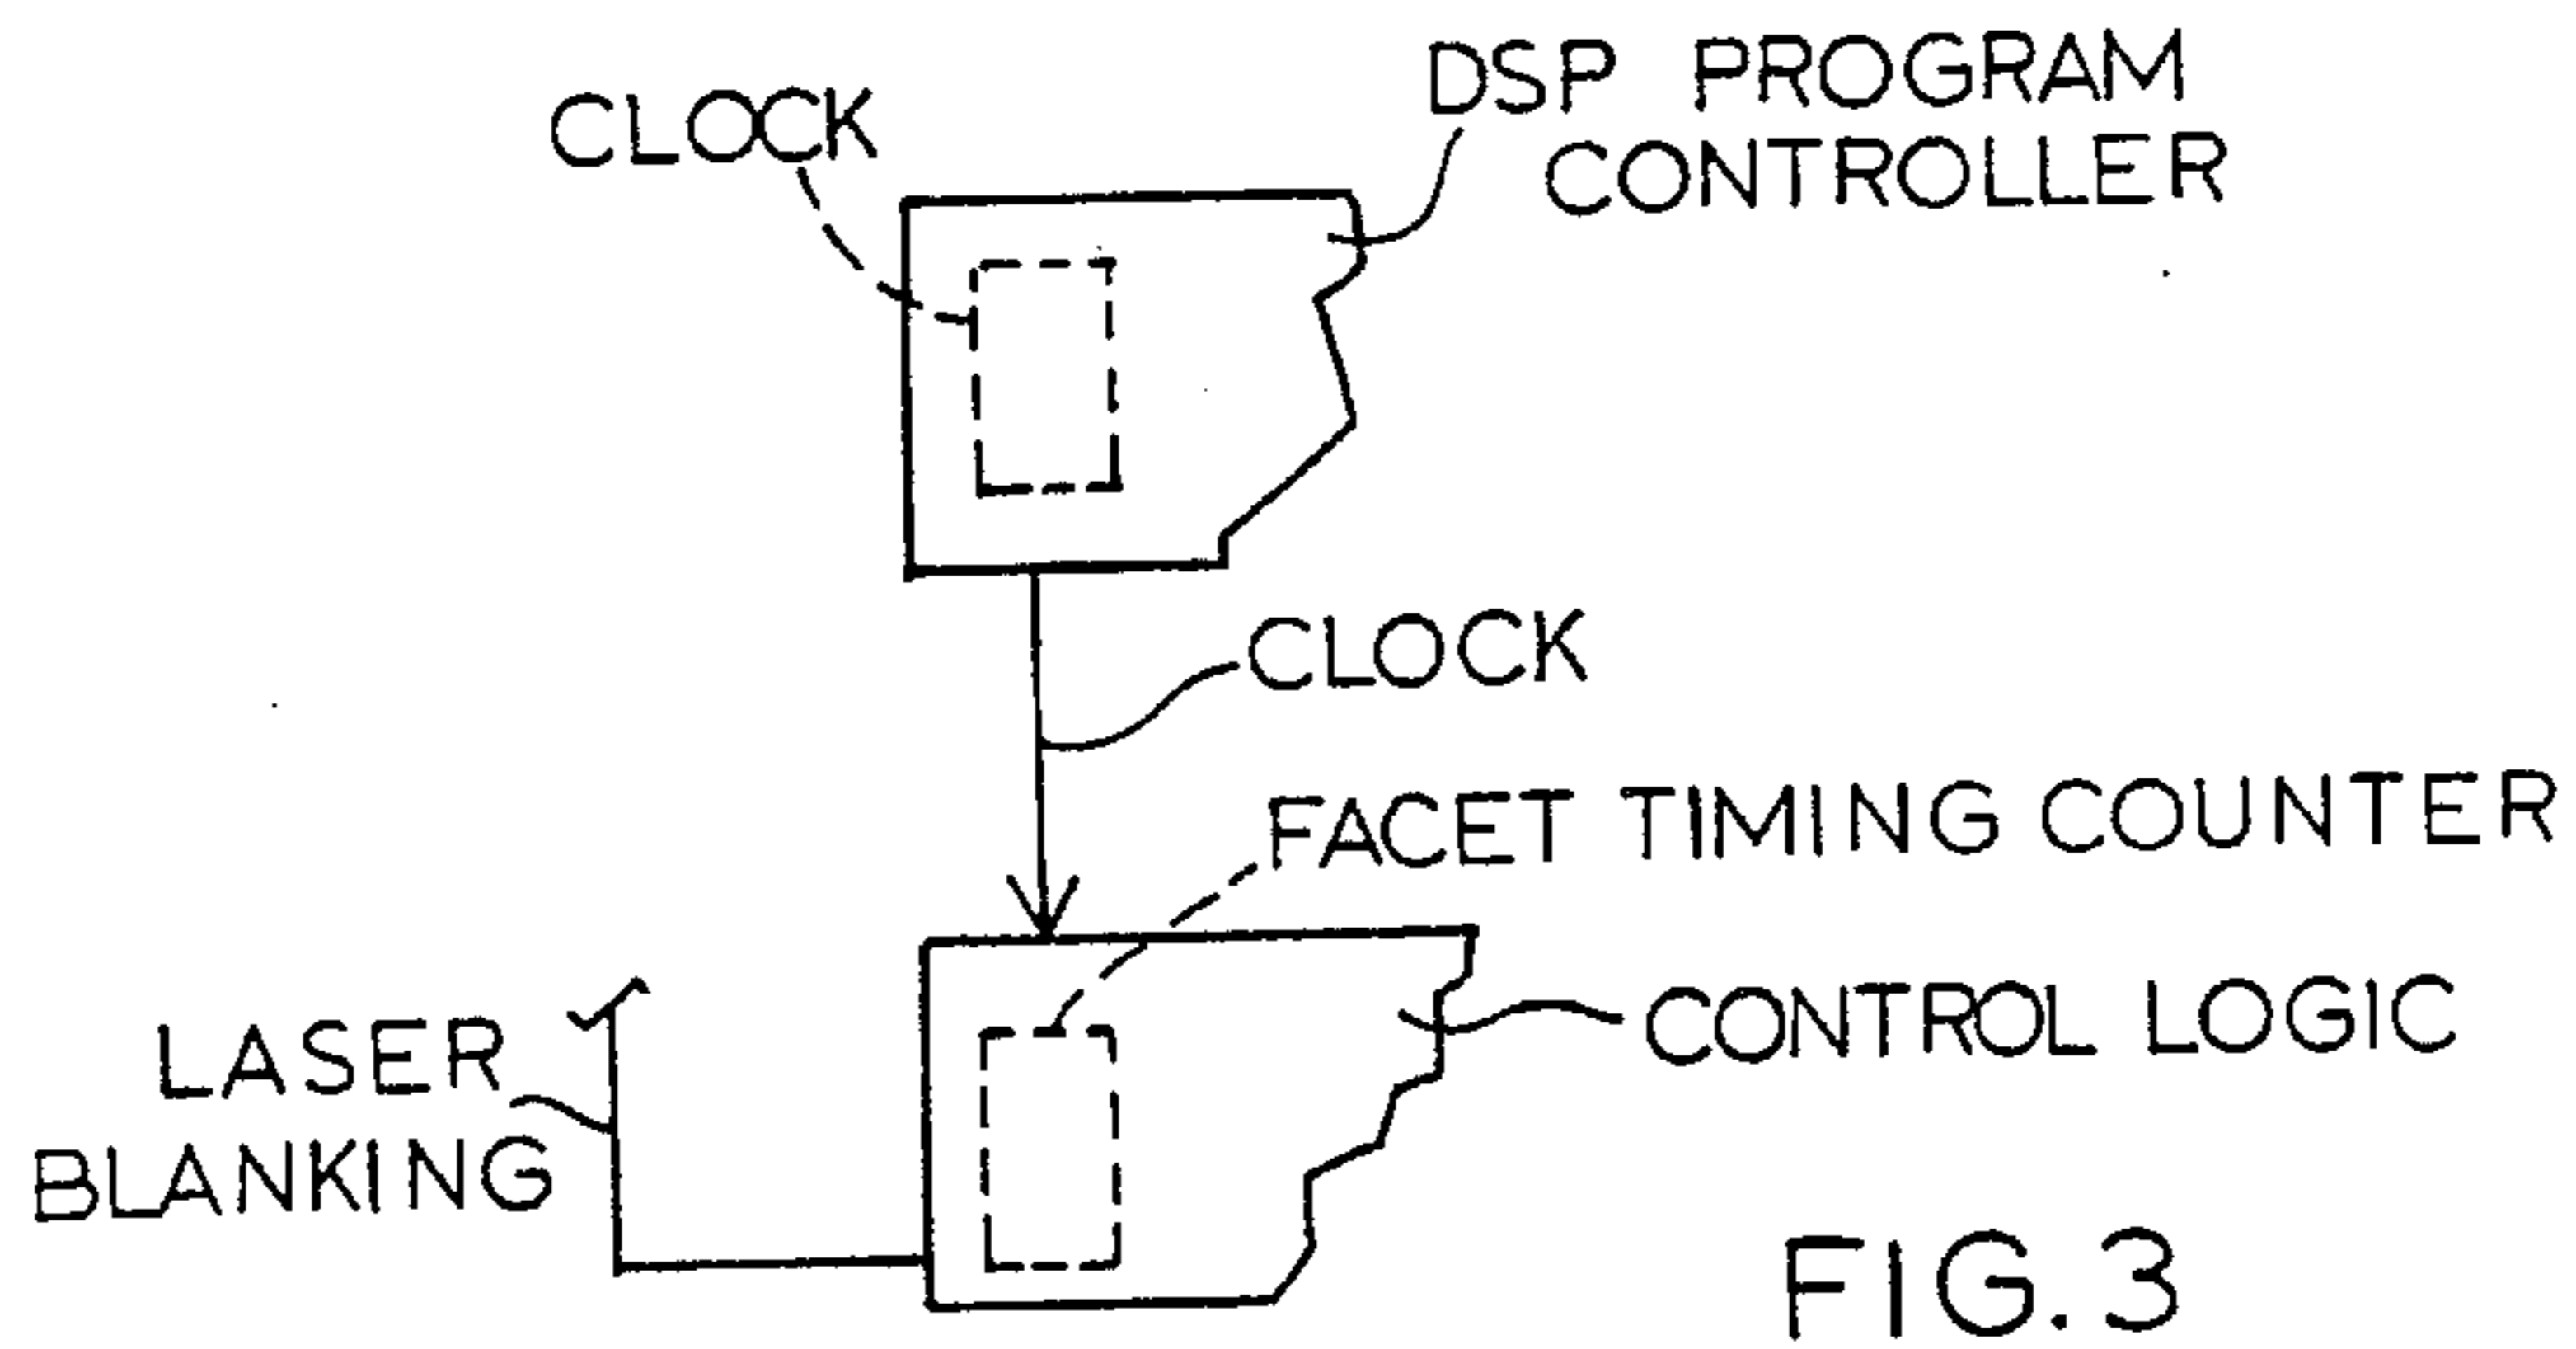 CLOCK
DSP PROGRAM
CONTROLLER
CLOCK
FACET TIMING COUNTER
LASER
BLANKING
CONTROL LOGIC
FIG. 3